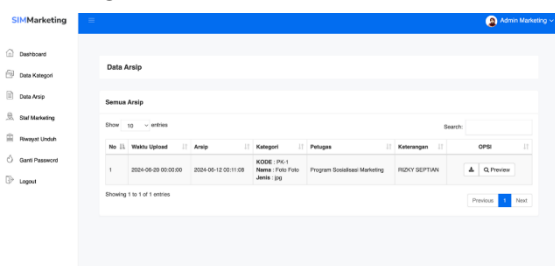 SIMMarketing
Admin Marketing
Dashboard
Data Kategori
Data Arsip
Staf Marketing
Riwayat Unduh
Ganti Password
Logout
Data Arsip
Semua Arsip
Show 10 entries
Search:
No Waktu Upload Arsip Kategori Petugas Keterangan OPSI
1 2024-06-20 00:00:00 2024-06-12 00:11:08 KODE : PK-1 Program Sosialisasi Marketing RIZKY SEPTIAN Preview
Nama : Foto Foto
Jenis : jpg
Showing 1 to 1 of 1 entries
Previous 1 Next